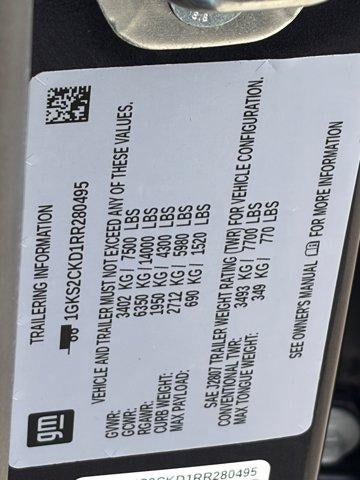 gm
TRAILERING INFORMATION
1GKS2CKD1RR280495
VEHICLE AND TRAILER MUST NOT EXCEED ANY OF THESE VALUES.
GVWR: 3402 KG / 7500 LBS
GCWR: 6350 KG / 14000 LBS
RGAWR: 1950 KG / 4300 LBS
CURB WEIGHT: 2712 KG / 5980 LBS
MAX PAYLOAD: 690 KG / 1520 LBS
SAE J2807 TRAILER WEIGHT RATING (TWR) FOR VEHICLE CONFIGURATION.
CONVENTIONAL TWR: 3493 KG / 7700 LBS
MAX TONGUE WEIGHT: 349 KG / 770 LBS
SEE OWNER'S MANUAL FOR MORE INFORMATION
CKD1RR280495